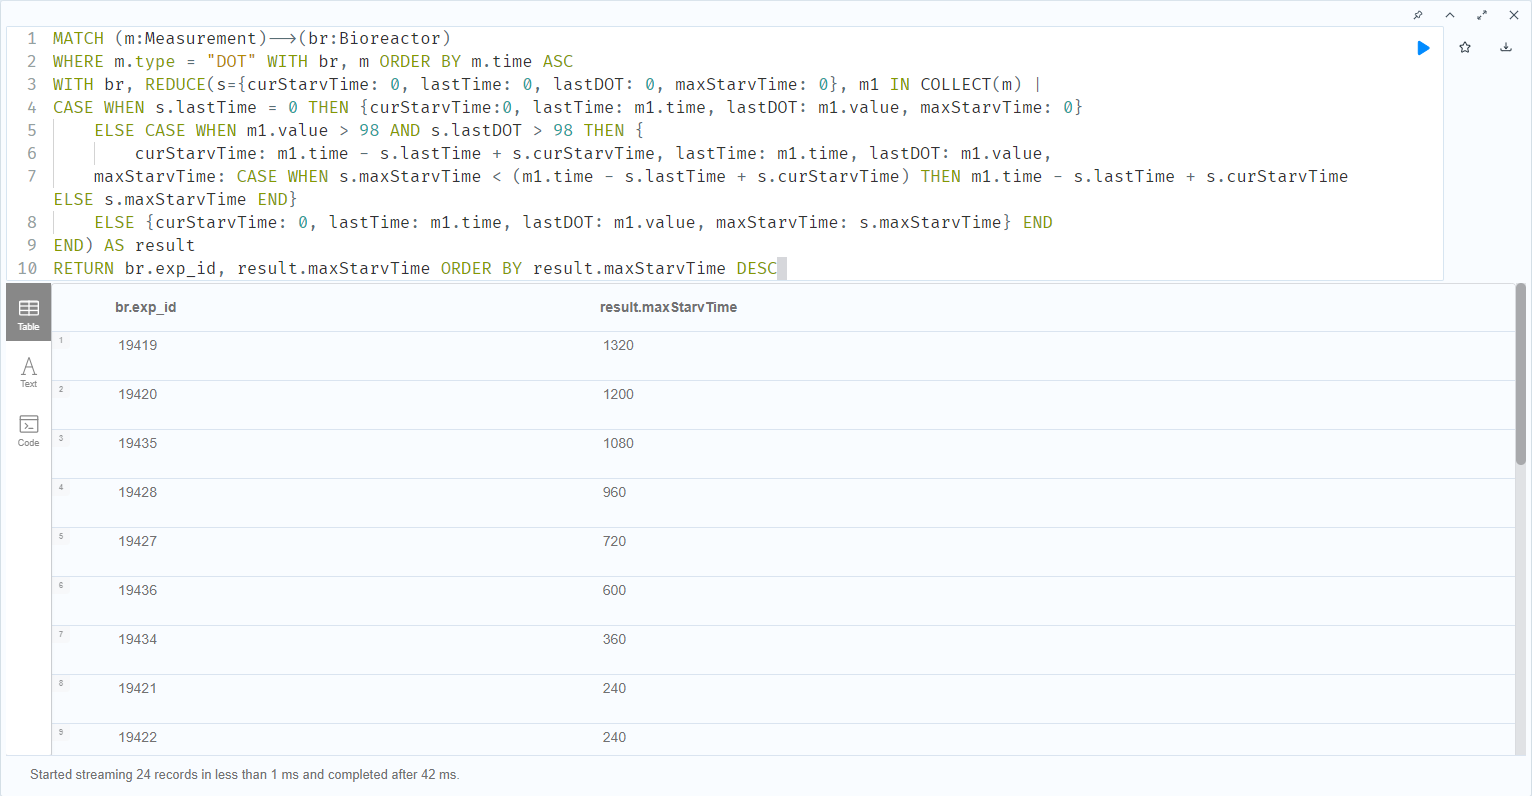 1 MATCH (m:Measurement)-->(br:Bioreactor)
2 WHERE m.type = "DOT" WITH br, m ORDER BY m.time ASC
3 WITH br, REDUCE(s={curStarvTime: 0, lastTime: 0, lastDOT: 0, maxStarvTime: 0}, m1 IN COLLECT(m) |
4 CASE WHEN s.lastTime = 0 THEN {curStarvTime:0, lastTime: m1.time, lastDOT: m1.value, maxStarvTime: 0}
5 ELSE CASE WHEN m1.value > 98 AND s.lastDOT > 98 THEN {
6 curStarvTime: m1.time - s.lastTime + s.curStarvTime, lastTime: m1.time, lastDOT: m1.value,
7 maxStarvTime: CASE WHEN s.maxStarvTime < (m1.time - s.lastTime + s.curStarvTime) THEN m1.time - s.lastTime + s.curStarvTime
ELSE s.maxStarvTime END}
8 ELSE {curStarvTime: 0, lastTime: m1.time, lastDOT: m1.value, maxStarvTime: s.maxStarvTime} END
9 END) AS result
10 RETURN br.exp_id, result.maxStarvTime ORDER BY result.maxStarvTime DESC
Table
Text
Code
br.exp_id result.maxStarvTime
1 19419 1320
2 19420 1200
3 19435 1080
4 19428 960
5 19427 720
6 19436 600
7 19434 360
8 19421 240
9 19422 240
Started streaming 24 records in less than 1 ms and completed after 42 ms.